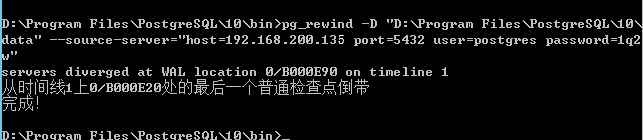 D:\Program Files\PostgreSQL\10\bin>pg_rewind -D "D:\Program Files\PostgreSQL\10\
data" --source-server="host=192.168.200.135 port=5432 user=postgres password=1q2
w"
servers diverged at WAL location 0/B000E90 on timeline 1
从时间线1上0/B000E20处的最后一个普通检查点倒带
完成!
D:\Program Files\PostgreSQL\10\bin>_